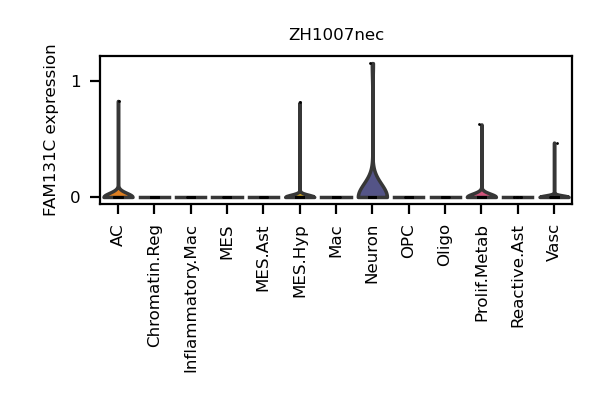 ZH1007nec
FAM131C expression
1
0
AC
Chromatin.Reg
Inflammatory.Mac
MES
MES.Ast
MES.Hyp
Mac
Neuron
OPC
Oligo
Prolif.Metab
Reactive.Ast
Vasc